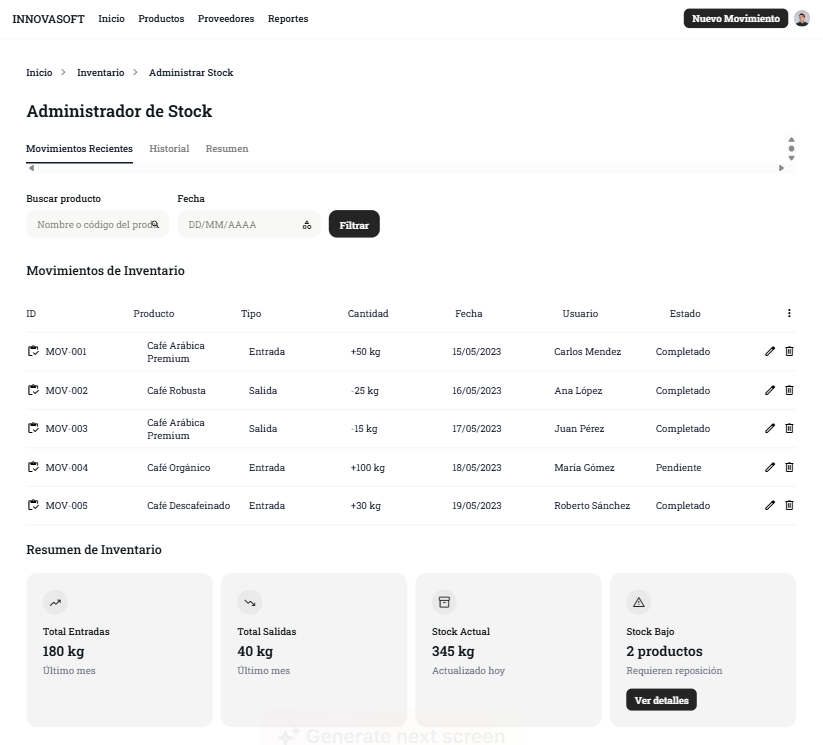 INNOVASOFT Inicio Productos Proveedores Reportes Nuevo Movimiento
Inicio > Inventario > Administrar Stock
Administrador de Stock
Movimientos Recientes Historial Resumen
Buscar producto Fecha
Nombre o código del prod DD/MM/AAAA Filtrar
Movimientos de Inventario
ID Producto Tipo Cantidad Fecha Usuario Estado
MOV-001 Café Arábica Premium Entrada +50 kg 15/05/2023 Carlos Mendez Completado
MOV-002 Café Robusta Salida -25 kg 16/05/2023 Ana López Completado
MOV-003 Café Arábica Premium Salida -15 kg 17/05/2023 Juan Pérez Completado
MOV-004 Café Orgánico Entrada +100 kg 18/05/2023 María Gómez Pendiente
MOV-005 Café Descafeinado Entrada +30 kg 19/05/2023 Roberto Sánchez Completado
Resumen de Inventario
Total Entradas Total Salidas Stock Actual Stock Bajo
180 kg 40 kg 345 kg 2 productos
Último mes Último mes Actualizado hoy Requieren reposición
Ver detalles
Generate next screen